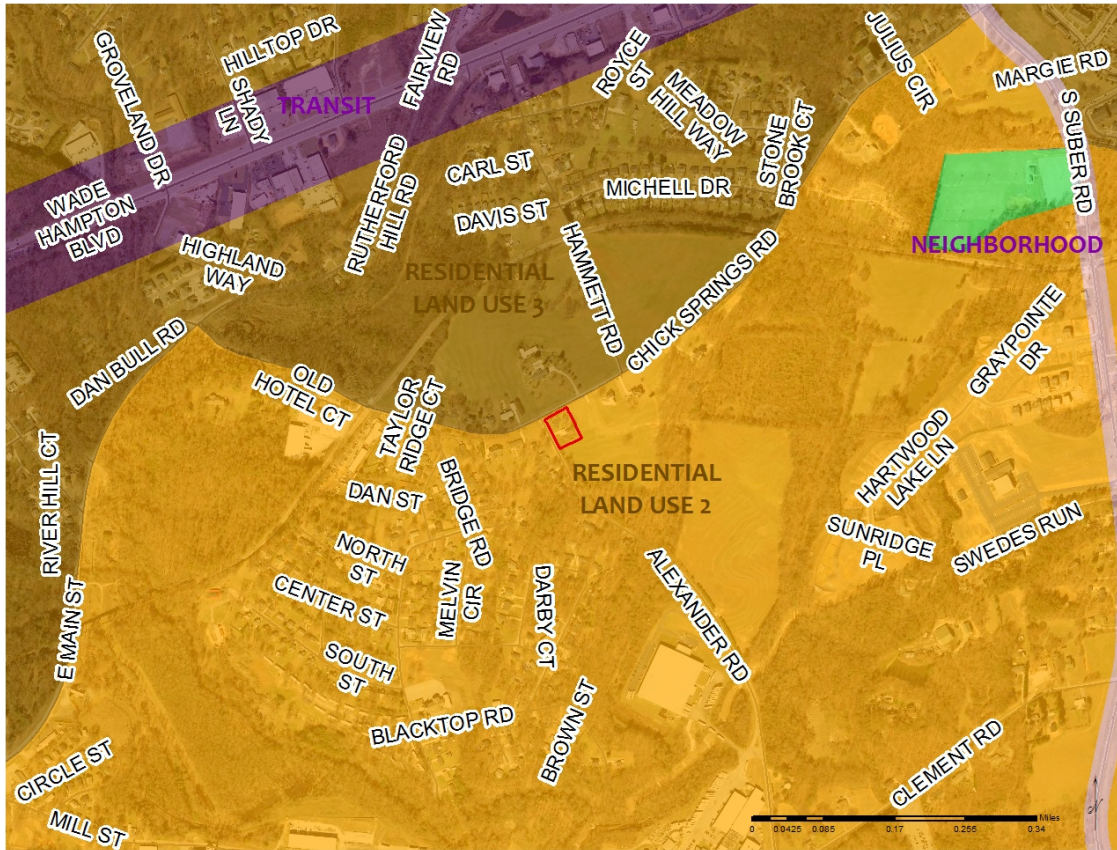 GROVELAND DR
HILLTOP DR
SHADY
LN
FAIRVIEW
RD
ROYCE
ST
MEADOW
HILL WAY
JULIUS CIR
MARGIE RD
S SUBER RD
TRANSIT
STONE
BROOK CT
CARL ST
MICHELL DR
WADE
HAMPTON
BLVD
RUTHERFORD
HILL RD
DAVIS ST
HIGHLAND
WAY
HAMMETT RD
NEIGHBORHOOD
RESIDENTIAL
LAND USE 3
CHICK SPRINGS RD
DAN BULL RD
GRAYPOINTE
DR
OLD
HOTEL CT
TAYLOR
RIDGE CT
RIVER HILL CT
BRIDGE RD
RESIDENTIAL
LAND USE 2
HARTWOOD
LAKE LN
DAN ST
SUNRIDGE
PL
SWEDES RUN
NORTH
ST
CENTER ST
MELVIN
CIR
DARBY CT
ALEXANDER RD
E MAIN ST
SOUTH
ST
BLACKTOP RD
BROWN ST
CLEMENT RD
CIRCLE ST
MILL ST
Miles
0 0.0425 0.085 0.17 0.255 0.34
N